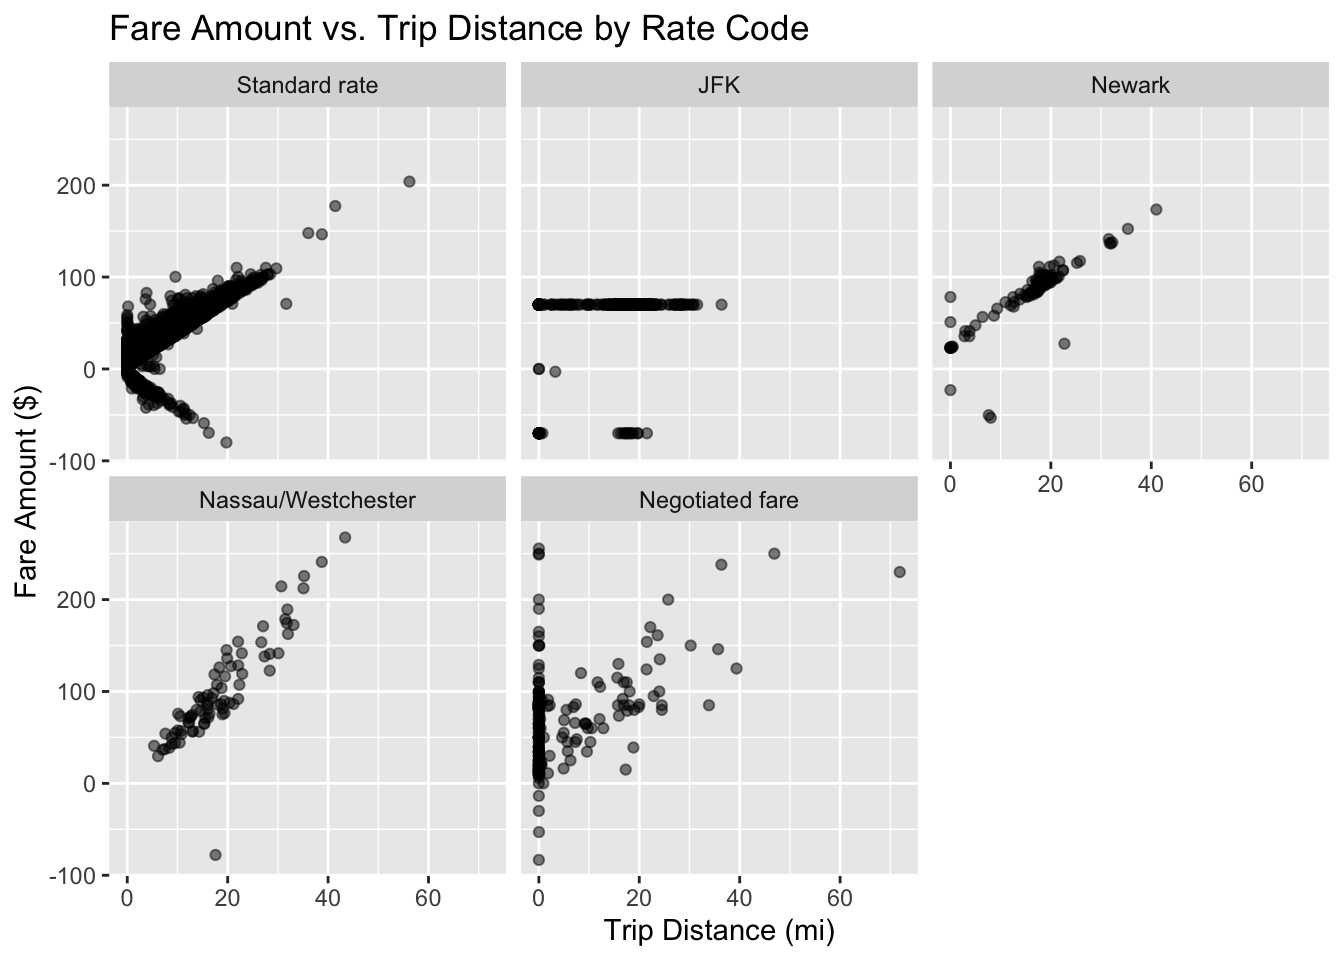 Fare Amount vs. Trip Distance by Rate Code
Standard rate
JFK
Newark
200
100
0
-100
0
20
40
60
Nassau/Westchester
Negotiated fare
200
100
0
-100
0
20
40
60
0
20
40
60
Fare Amount ($)
Trip Distance (mi)